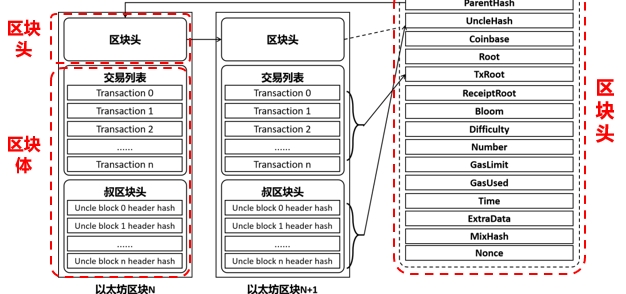 区块
头
区块
体
区块头
交易列表
Transaction 0
Transaction 1
Transaction 2
......
Transaction n
叔区块头
Uncle block 0 header hash
Uncle block 1 header hash
......
Uncle block n header hash
以太坊区块N
区块头
交易列表
Transaction 0
Transaction 1
Transaction 2
......
Transaction n
叔区块头
Uncle block 0 header hash
Uncle block 1 header hash
......
Uncle block n header hash
以太坊区块N+1
ParentHash
UncleHash
Coinbase
Root
TxRoot
ReceiptRoot
Bloom
Difficulty
Number
GasLimit
GasUsed
Time
ExtraData
MixHash
Nonce
区
块
头